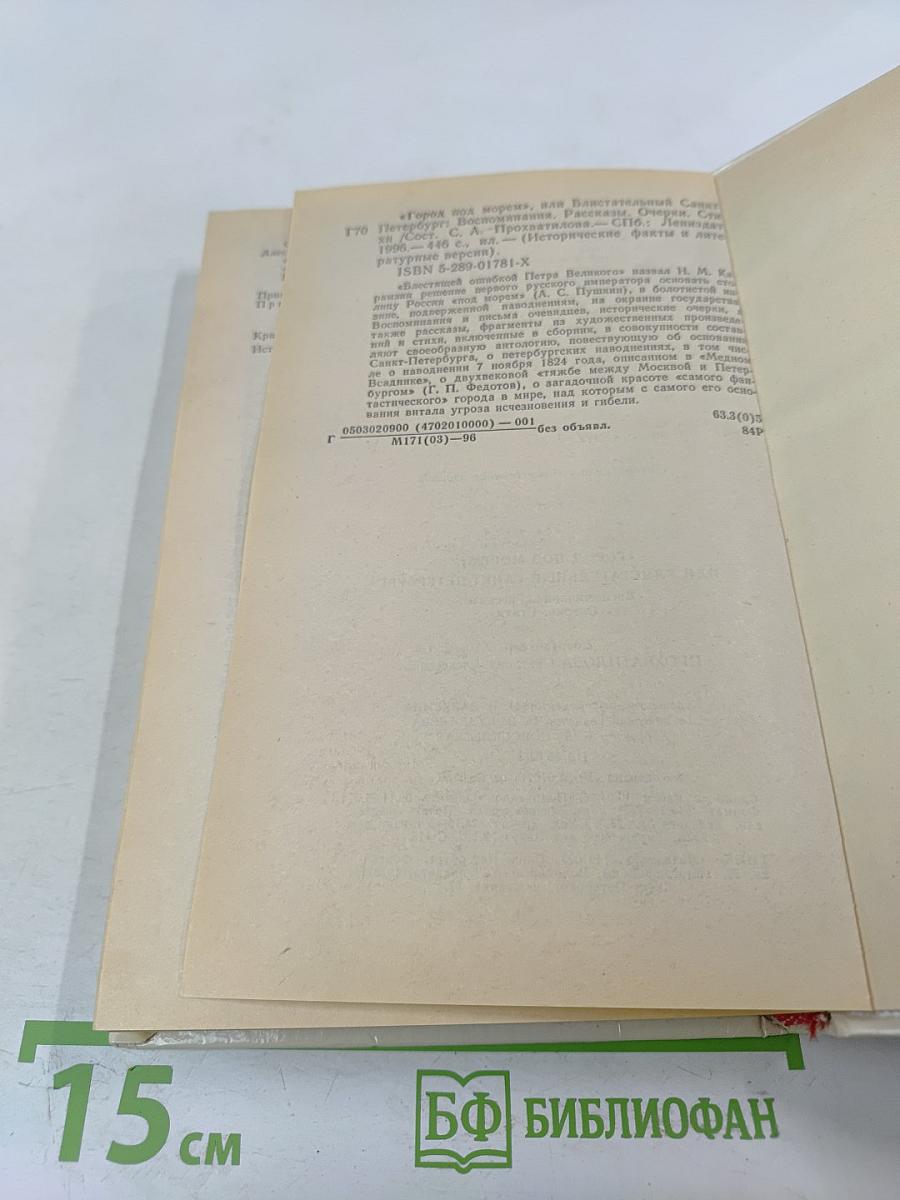 «Город под морем», или Блистательный Санкт-
Г70 Петербург: Воспоминания. Рассказы. Очерки. Сти-
хи /Сост. С. А. Прохватилова.— СПб.: Лениздат,
1996.— 446 с., ил.— (Исторические факты и лите-
ратурные версии).
ISBN 5-289-01781-X
«Блестящей ошибкой Петра Великого» назвал Н. М. Ка-
рамзин решение первого русского императора основать сто-
лицу России «под морем» (А. С. Пушкин), в болотистой
подверженной наводнениям, на окраине государства.
Воспоминания и письма очевидцев, исторические очерки, а
также рассказы, фрагменты из художественных произведе-
ний и стихи, включенные в сборник, в совокупности состав-
ляют своеобразную антологию, повествующую об основании
Санкт-Петербурга, о петербургских наводнениях, в том чис-
ле о наводнении 7 ноября 1824 года, описанном в «Медном
Всаднике», о двухвековой «тяжбе между Москвой и Петер-
бургом» (Г. П. Федотов), о загадочной красоте «самого фан-
тастического» города в мире, над которым с самого его осно-
вания витала угроза исчезновения и гибели.
Г 0503020900 (4702010000) — 001 без объявл. 63.3(0)5
М171(03)—96 84Р
Кра
15 см
БФ БИБЛИОФАН